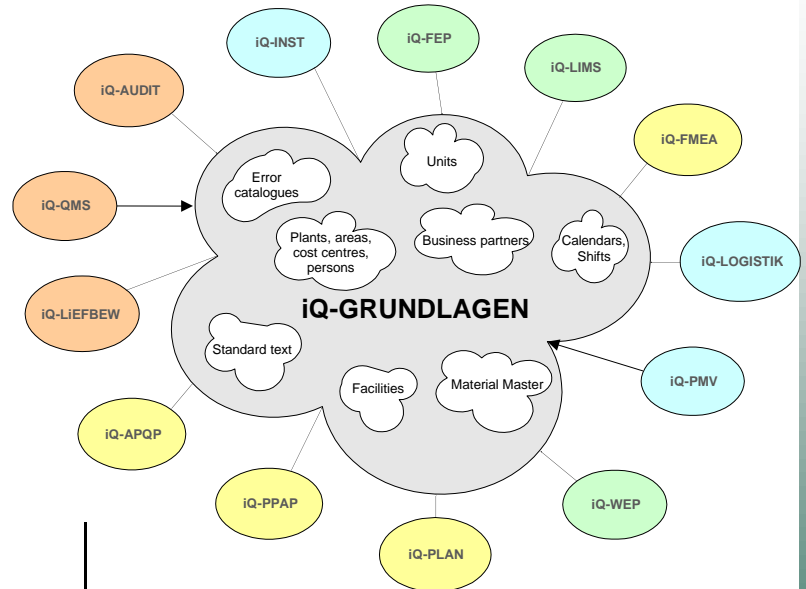 iQ-INST
iQ-FEP
iQ-LIMS
iQ-AUDIT
iQ-FMEA
Units
Error
catalogues
iQ-QMS
Plants, areas,
cost centres,
persons
Business partners
Calendars,
Shifts
iQ-LOGISTIK
iQ-GRUNDLAGEN
iQ-LiEFBEW
Standard text
Facilities
Material Master
iQ-PMV
iQ-APQP
iQ-PPAP
iQ-WEP
iQ-PLAN